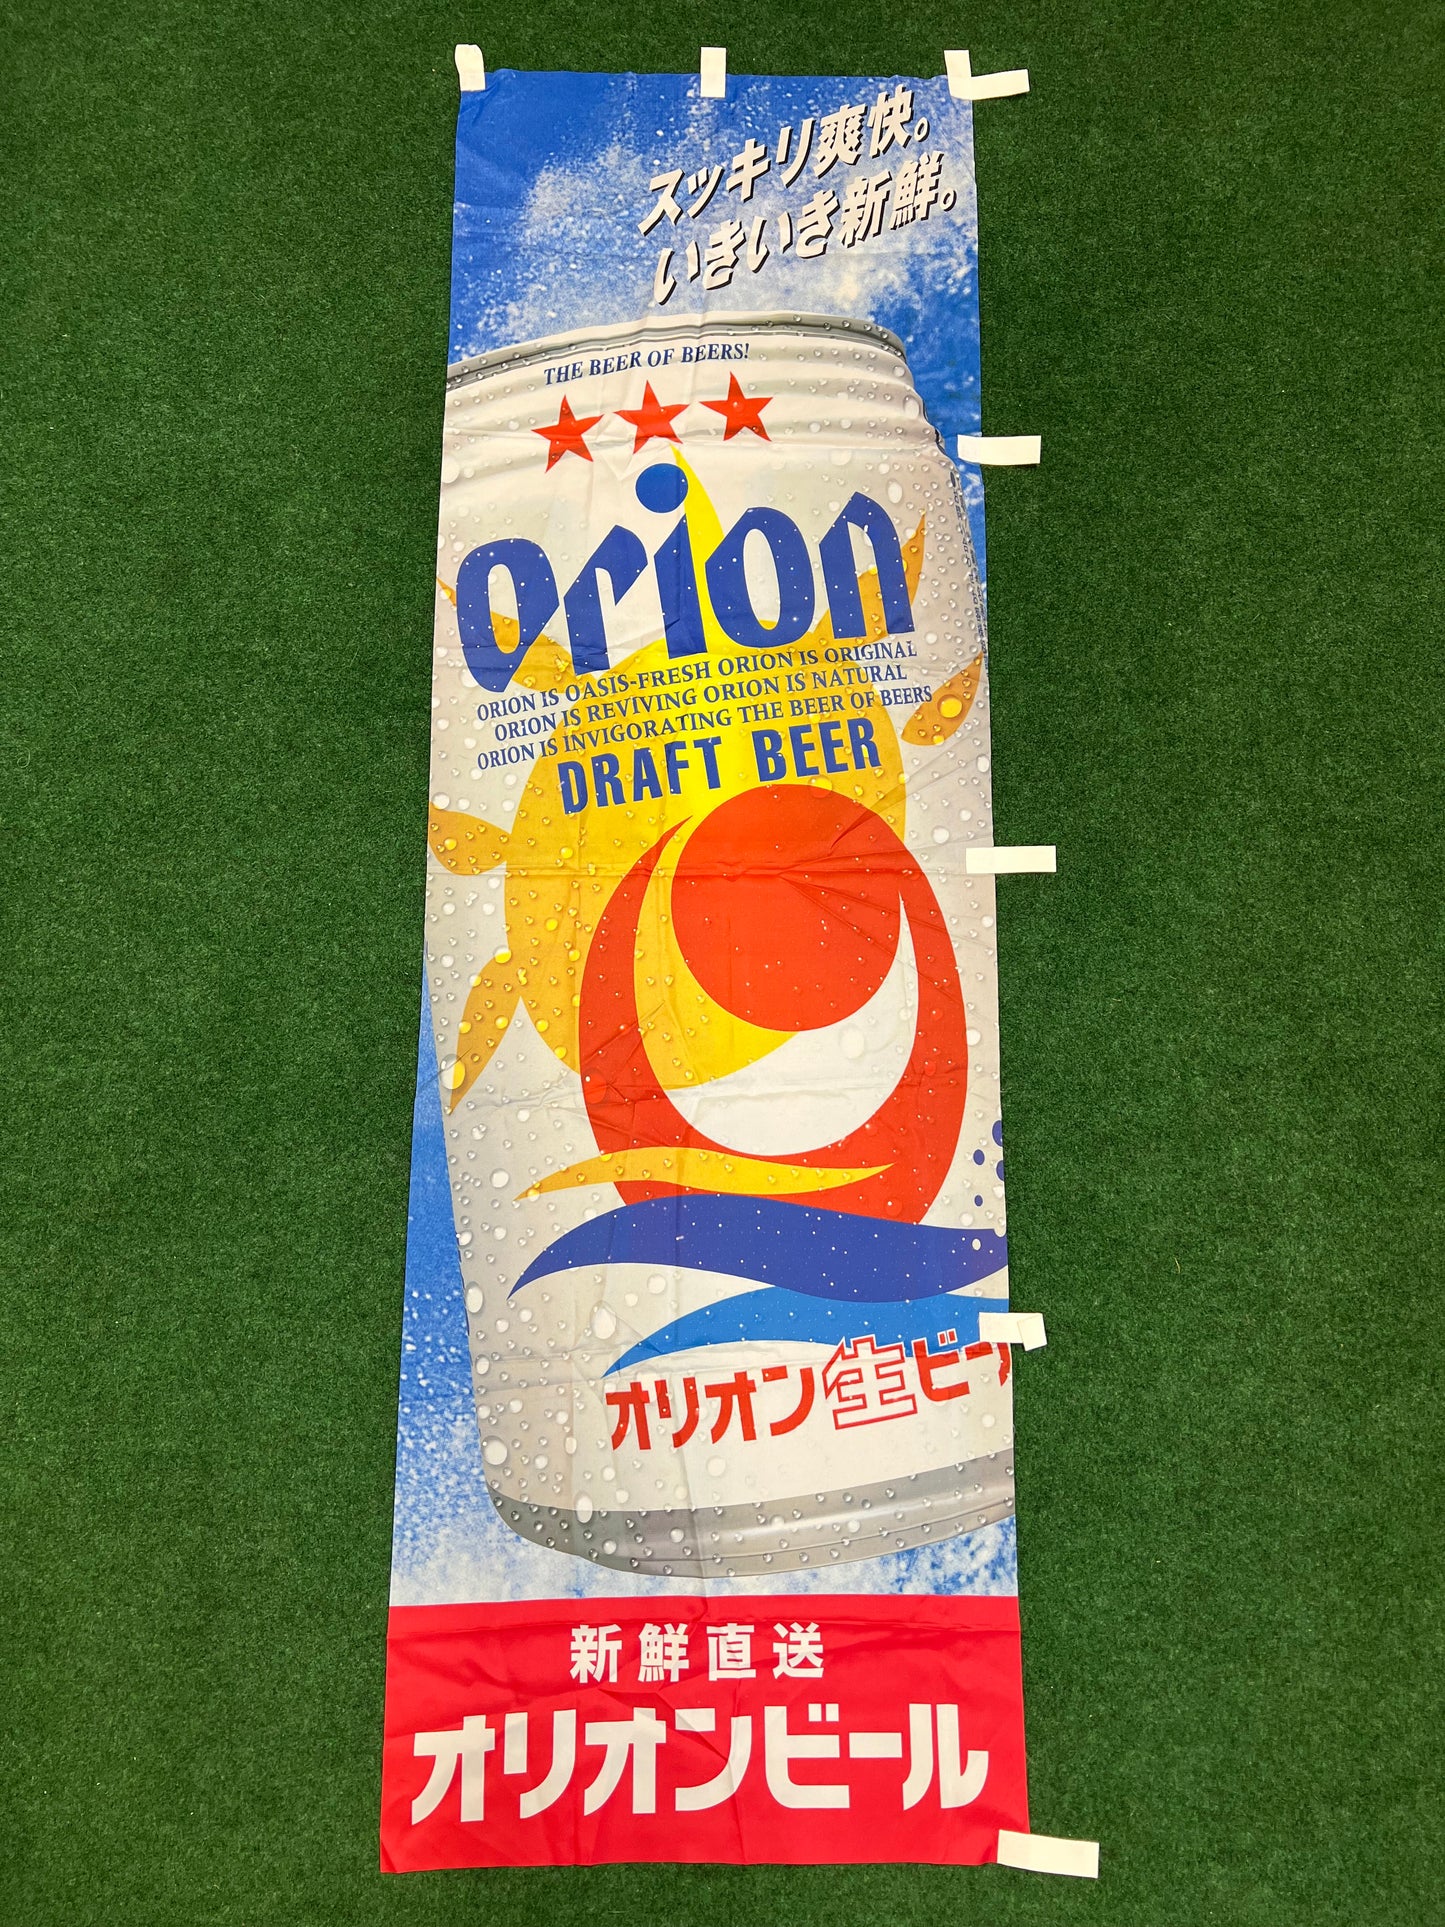 スッキリ爽快。
いきいき新鮮。
THE BEER OF BEERS!
orion
ORION IS OASIS-FRESH ORION IS ORIGINAL
ORION IS REVIVING ORION IS NATURAL
ORION IS INVIGORATING THE BEER OF BEERS
DRAFT BEER
オリオン生ビー
新鮮直送
オリオンビール